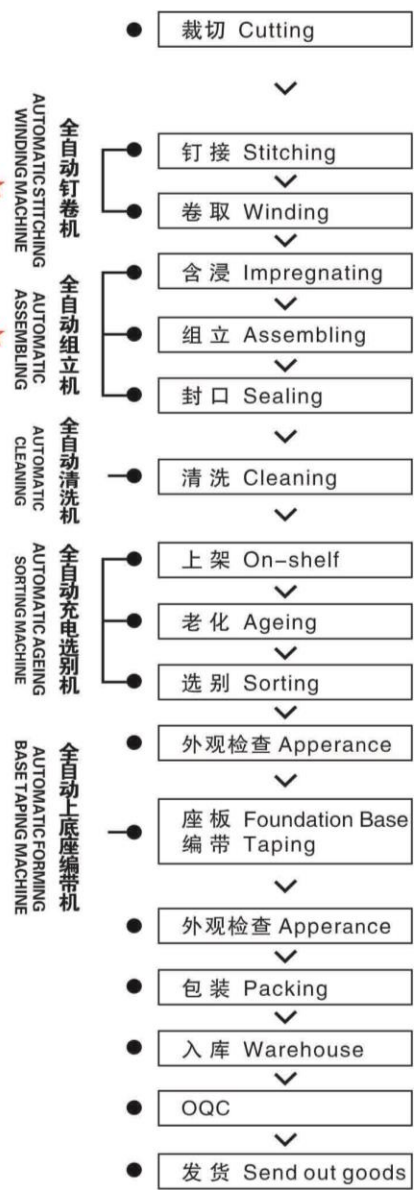 裁切 Cutting
全自动钉卷机
AUTOMATIC STITCHING
WINDING MACHINE
钉接 Stitching
卷取 Winding
全自动组立机
AUTOMATIC
ASSEMBLING
含浸 Impregnating
组立 Assembling
封口 Sealing
全自动清洗机
AUTOMATIC
CLEANING
清洗 Cleaning
全自动充电选别机
AUTOMATIC AGEING
SORTING MACHINE
上架 On-shelf
老化 Ageing
选别 Sorting
外观检查 Apperance
全自动上底座编带机
AUTOMATIC FORMING
BASE TAPING MACHINE
座板 Foundation Base
编带 Taping
外观检查 Apperance
包装 Packing
入库 Warehouse
OQC
发货 Send out goods